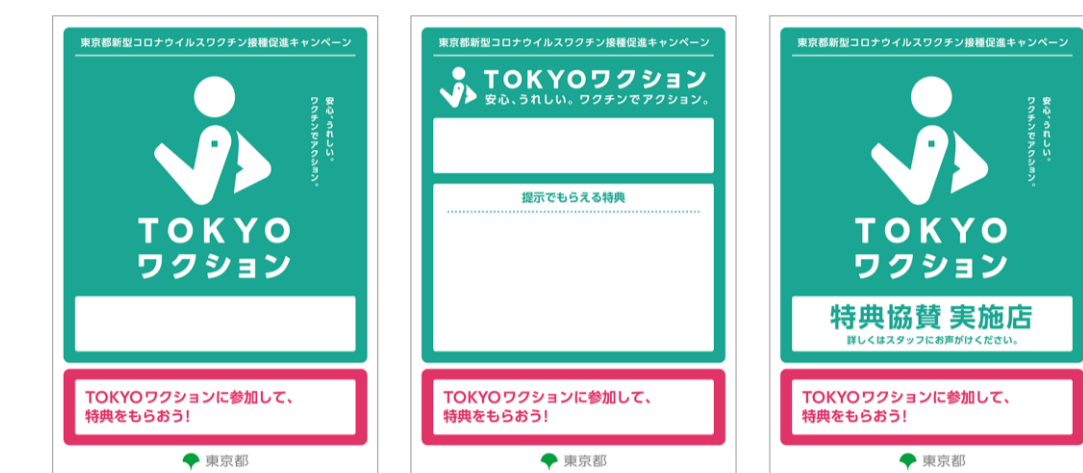 東京都新型コロナウイルスワクチン接種促進キャンペーン
安心、うれしい。
ワクチンでアクション。
TOKYO
ワクション
TOKYOワクションに参加して、
特典をもらおう!
東京都
東京都新型コロナウイルスワクチン接種促進キャンペーン
TOKYOワクション
安心、うれしい。ワクチンでアクション。
提示でもらえる特典
TOKYOワクションに参加して、
特典をもらおう!
東京都
東京都新型コロナウイルスワクチン接種促進キャンペーン
安心、うれしい。
ワクチンでアクション。
TOKYO
ワクション
特典協賛 実施店
詳しくはスタッフにお声がけください。
TOKYOワクションに参加して、
特典をもらおう!
東京都